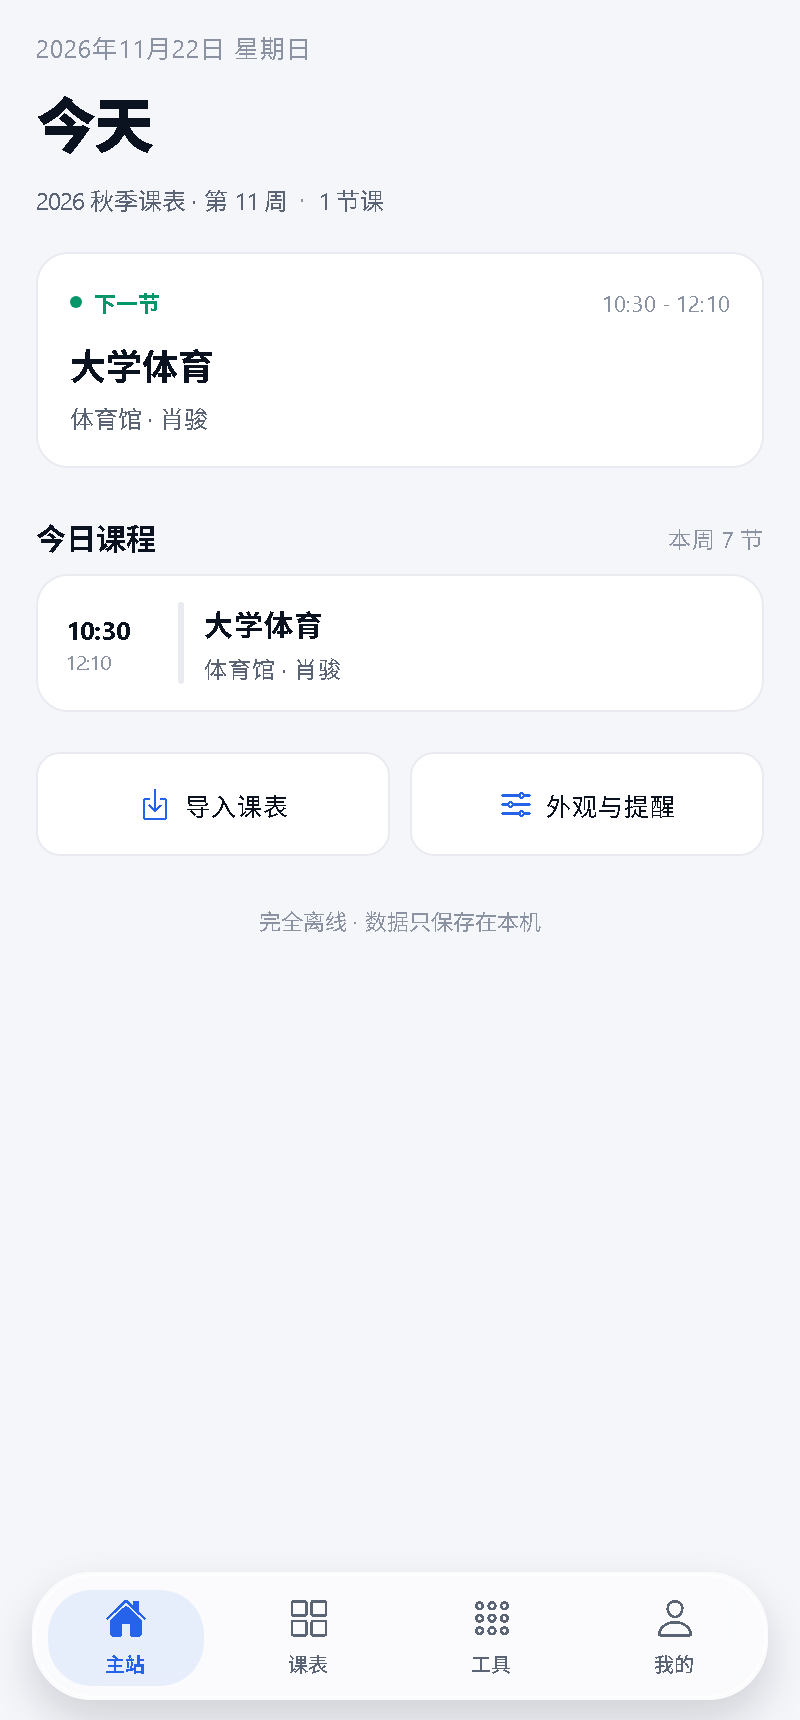 2026年11月22日 星期日
今天
2026 秋季课表 · 第 11 周 · 1 节课
下一节
10:30 - 12:10
大学体育
体育馆 · 肖骏
今日课程
本周 7 节
10:30
12:10
大学体育
体育馆 · 肖骏
导入课表
外观与提醒
完全离线 · 数据只保存在本机
主站
课表
工具
我的